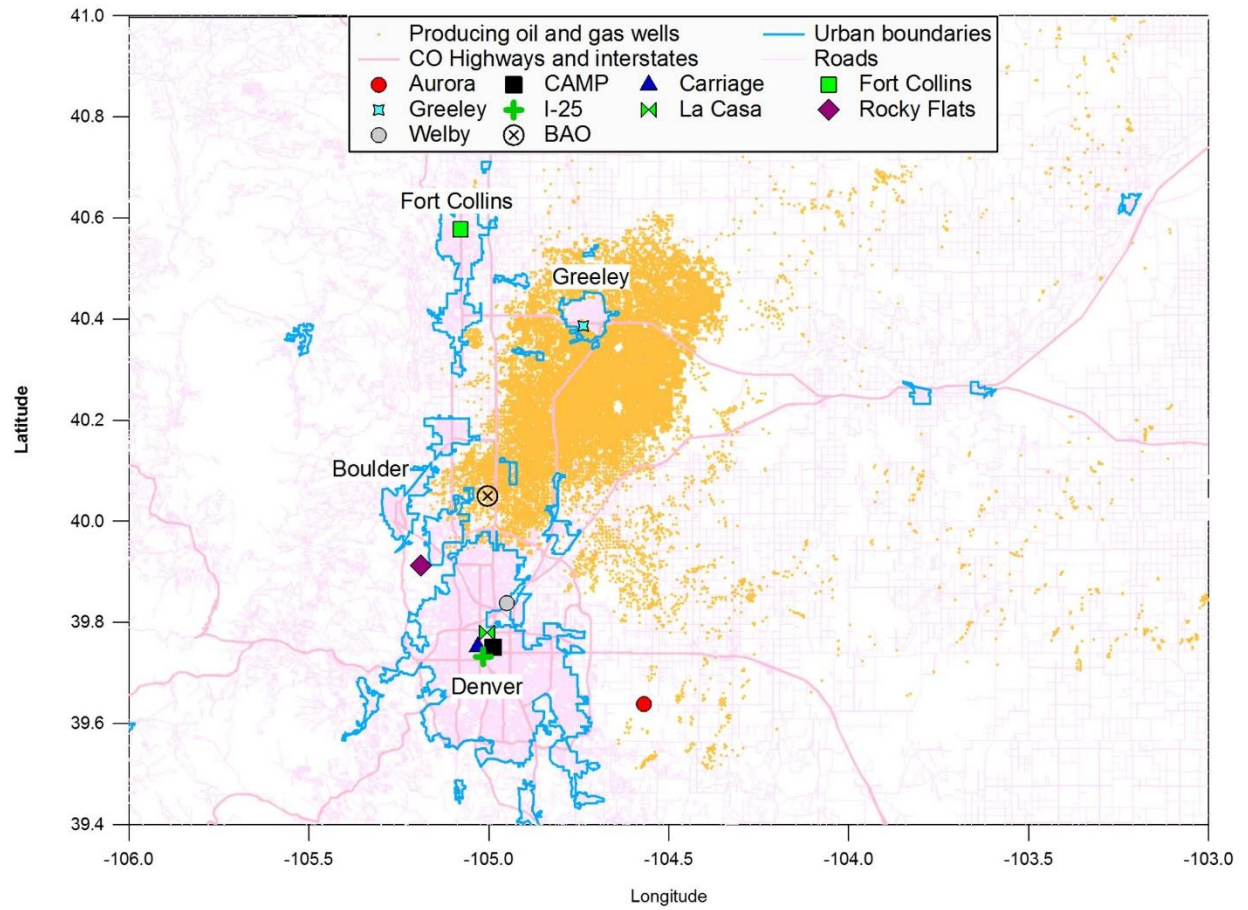 41.0
Producing oil and gas wells Urban boundaries
CO Highways and interstates Roads
Aurora CAMP Carriage Fort Collins
Greeley I-25 La Casa Rocky Flats
Welby BAO
40.8
40.6
Fort Collins
Greeley
40.4
Latitude
40.2
Boulder
40.0
39.8
Denver
39.6
39.4
-106.0 -105.5 -105.0 -104.5 -104.0 -103.5 -103.0
Longitude